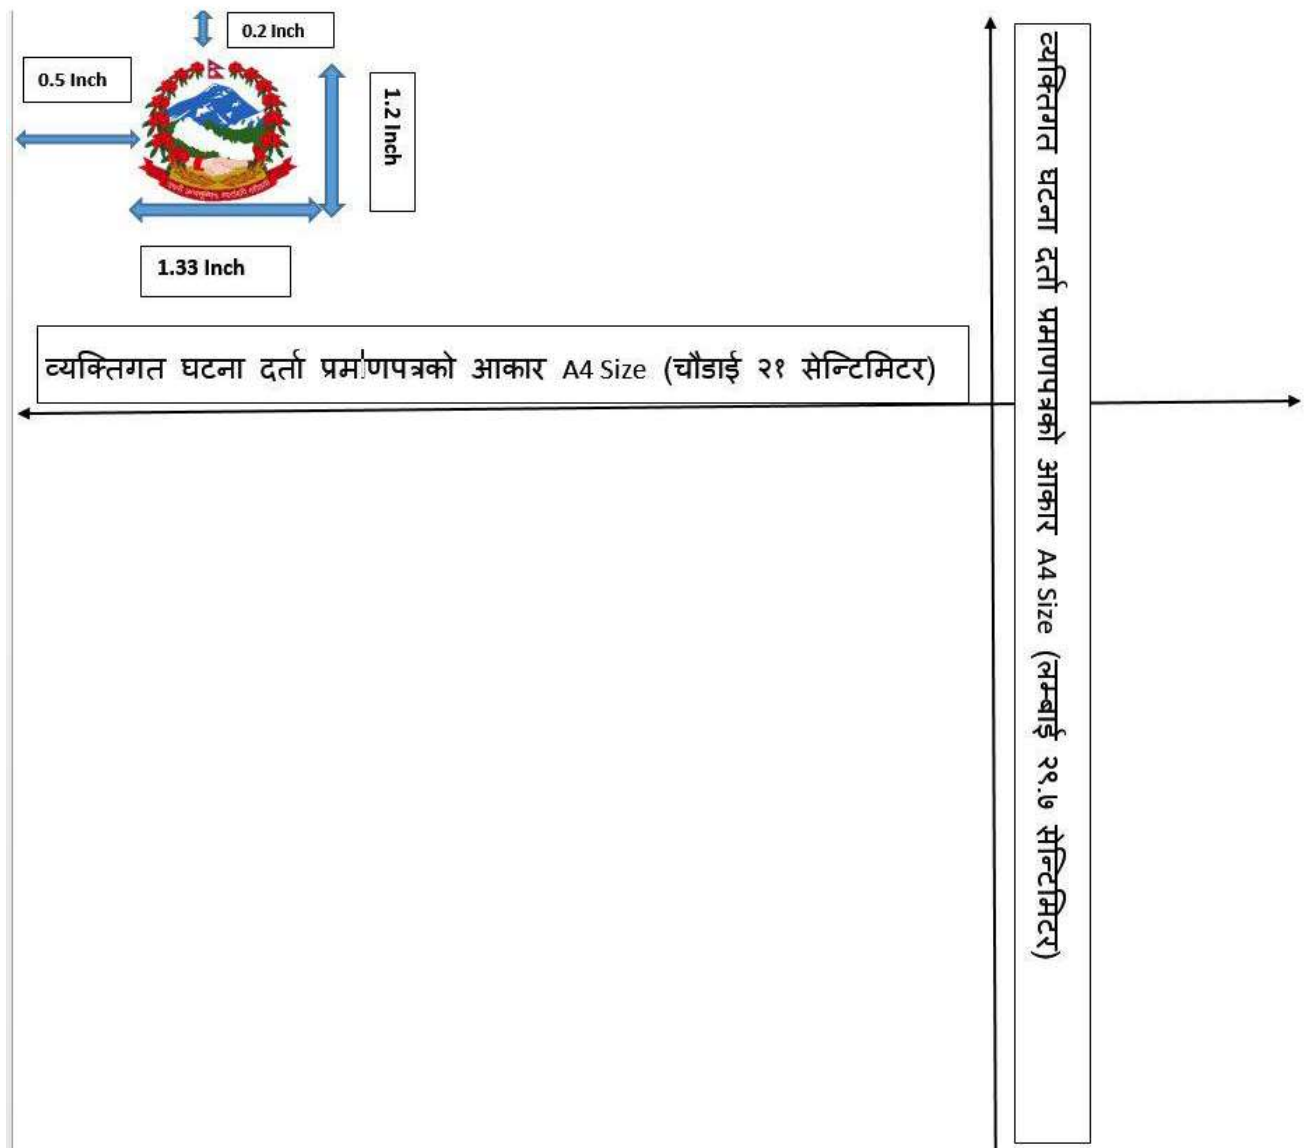 0.2 Inch
0.5 Inch
1.2 Inch
1.33 Inch
व्यक्तिगत घटना दर्ता प्रमाणपत्रको आकार A4 Size (चौडाई २१ सेन्टिमिटर)
व्यक्तिगत घटना दर्ता प्रमाणपत्रको आकार A4 Size (लम्बाई २९.७ सेन्टिमिटर)